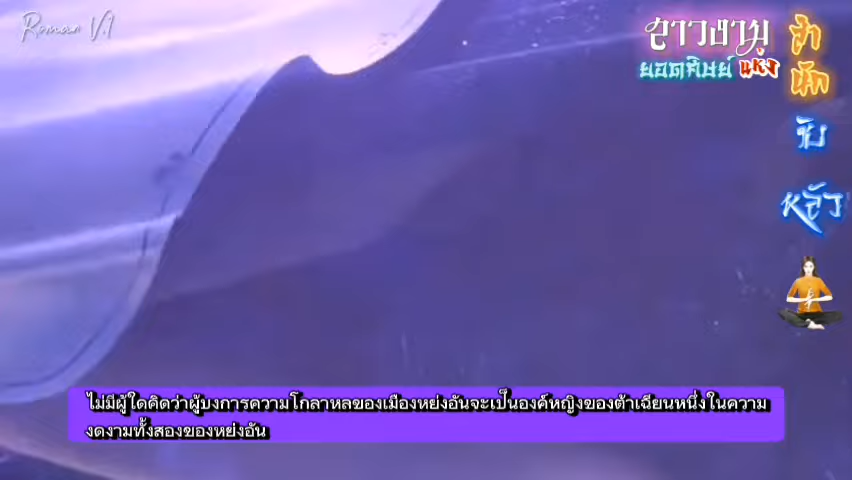 Roman V.1
สาวงาม
ยอดศิษย์ แห่ง
สำ
นัก
ซิน
หลัว
ไม่มีผู้ใดคิดว่าผู้บงการความโกลาหลของเมืองหย่งอันจะเป็นองค์หญิงของต้าเฉียนหนึ่งในความ
งดงามทั้งสองของหย่งอัน